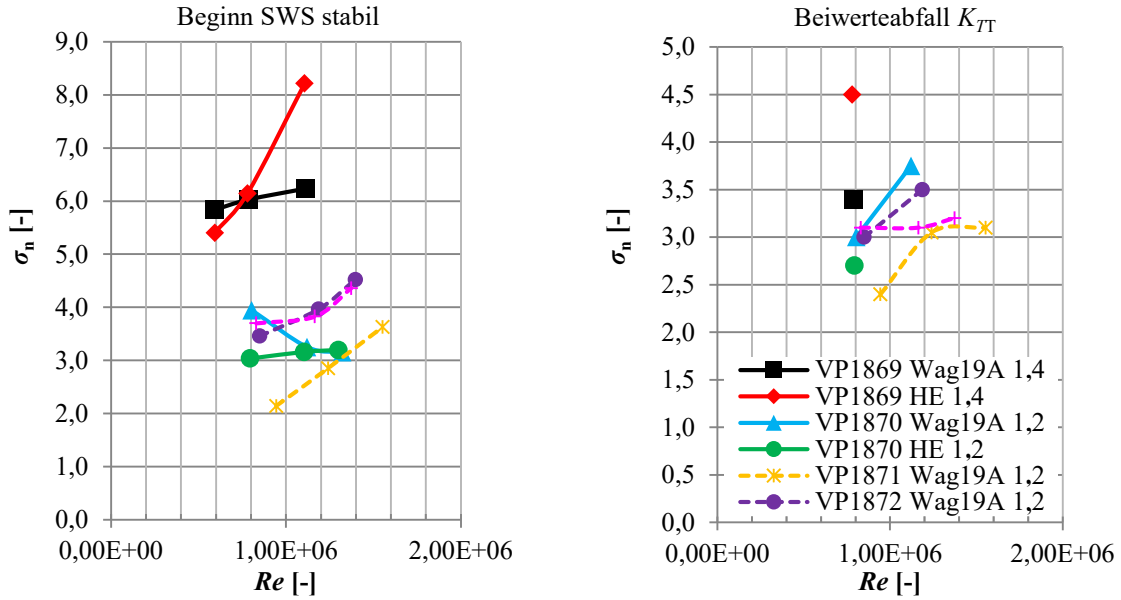 Beginn SWS stabil
9,0
8,0
7,0
6,0
5,0
4,0
3,0
2,0
1,0
0,0
σn [-]
0,00E+00 1,00E+06 2,00E+06
Re [-]
Beiwerteabfall KTT
5,0
4,5
4,0
3,5
3,0
2,5
2,0
1,5
1,0
0,5
0,0
σn [-]
VP1869 Wag19A 1,4
VP1869 HE 1,4
VP1870 Wag19A 1,2
VP1870 HE 1,2
VP1871 Wag19A 1,2
VP1872 Wag19A 1,2
0,00E+00 1,00E+06 2,00E+06
Re [-]